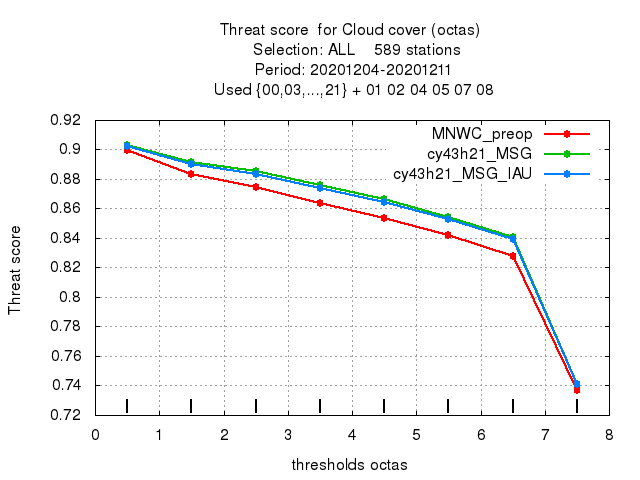 Threat score  for Cloud cover (octas)
Selection: ALL    589 stations
Period: 20201204-20201211
Used {00,03,...,21} + 01 02 04 05 07 08
MNWC_preop
cy43h21_MSG
cy43h21_MSG_IAU
Threat score
0.92
0.9
0.88
0.86
0.84
0.82
0.8
0.78
0.76
0.74
0.72
0 1 2 3 4 5 6 7 8
thresholds octas